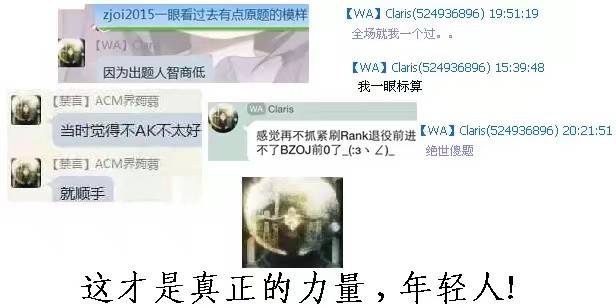 zjoi2015一眼看过去有点原题的模样
【WA】 Claris
因为出题人智商低
【WA】Claris(524936896) 19:51:19
全场就我一个过。。
【WA】Claris(524936896) 15:39:48
我一眼标算
【禁言】ACM界蒟蒻
当时觉得不AK不太好
【禁言】ACM界蒟蒻
就顺手
WA Claris
感觉再不抓紧刷Rank退役前进
不了BZOJ前0了_(:з丶∠)_
【WA】Claris(524936896) 20:21:51
绝世傻题
这才是真正的力量,年轻人!